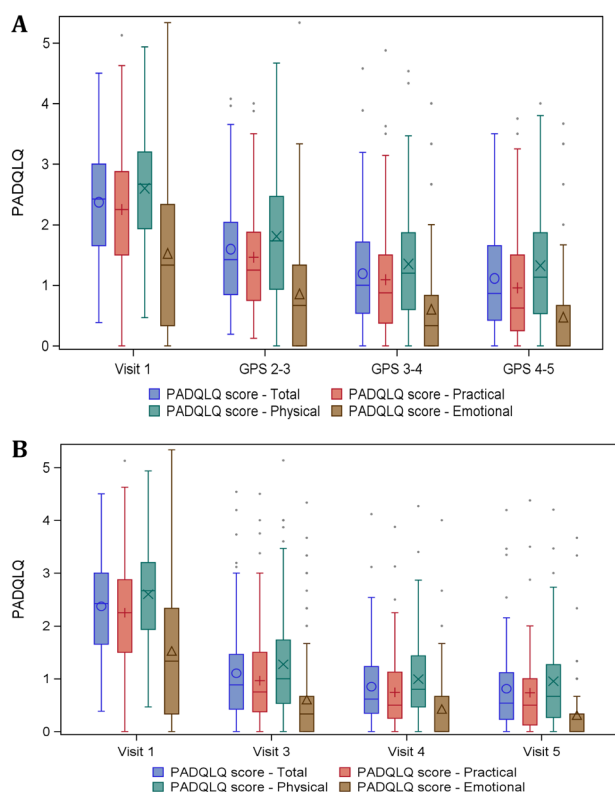 A
PADQLQ
5
4
3
2
1
0
Visit 1 GPS 2-3 GPS 3-4 GPS 4-5
PADQLQ score - Total PADQLQ score - Practical
PADQLQ score - Physical PADQLQ score - Emotional
B
PADQLQ
5
4
3
2
1
0
Visit 1 Visit 3 Visit 4 Visit 5
PADQLQ score - Total PADQLQ score - Practical
PADQLQ score - Physical PADQLQ score - Emotional